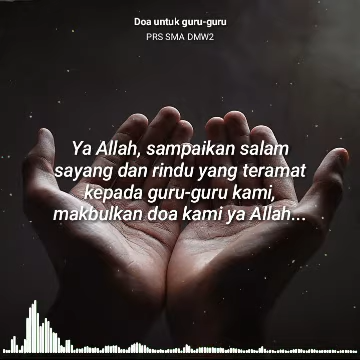 Doa untuk guru-guru
PRS SMA DMW2
Ya Allah, sampaikan salam
sayang dan rindu yang teramat
kepada guru-guru kami,
makbulkan doa kami ya Allah...